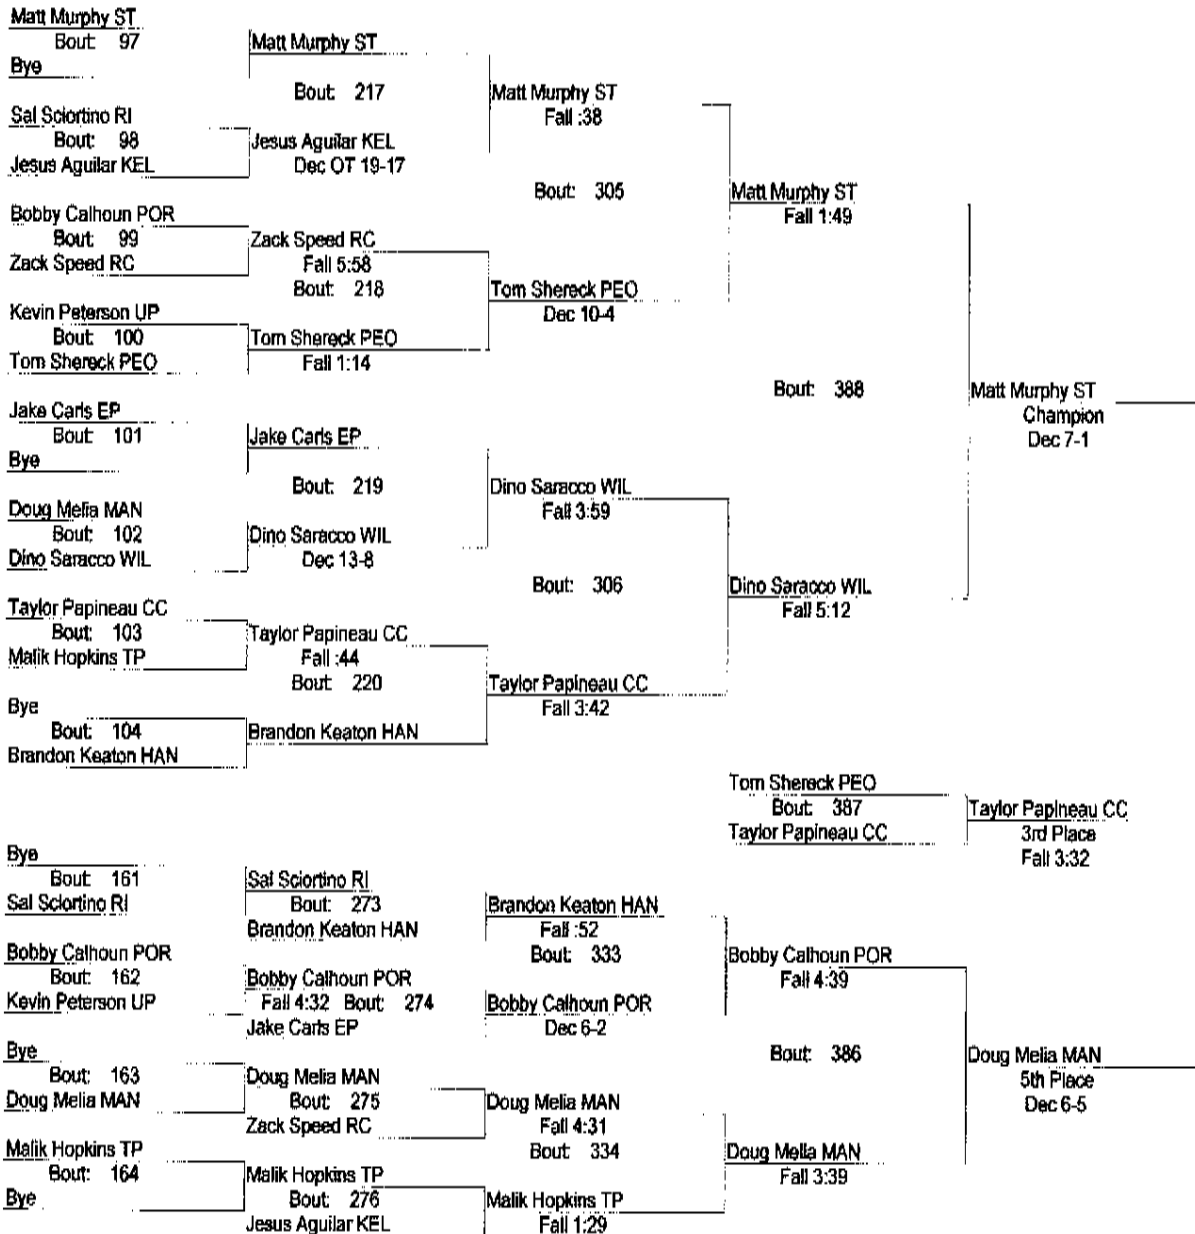 Matt Murphy ST
Bout: 97
Bye
Matt Murphy ST
Bout: 217
Sal Sciortino RI
Bout: 98
Jesus Aguilar KEL
Jesus Aguilar KEL
Dec OT 19-17
Matt Murphy ST
Fall :38
Bout: 305
Bobby Calhoun POR
Bout: 99
Zack Speed RC
Zack Speed RC
Fall 5:58
Bout: 218
Kevin Peterson UP
Bout: 100
Tom Shereck PEO
Tom Shereck PEO
Fall 1:14
Tom Shereck PEO
Dec 10-4
Matt Murphy ST
Fall 1:49
Bout: 388
Jake Carls EP
Bout: 101
Bye
Jake Carls EP
Bout: 219
Doug Melia MAN
Bout: 102
Dino Saracco WIL
Dino Saracco WIL
Dec 13-8
Dino Saracco WIL
Fall 3:59
Bout: 306
Taylor Papineau CC
Bout: 103
Malik Hopkins TP
Taylor Papineau CC
Fall :44
Bout: 220
Bye
Bout: 104
Brandon Keaton HAN
Brandon Keaton HAN
Taylor Papineau CC
Fall 3:42
Dino Saracco WIL
Fall 5:12
Matt Murphy ST
Champion
Dec 7-1
Tom Shereck PEO
Bout: 387
Taylor Papineau CC
Taylor Papineau CC
3rd Place
Fall 3:32
Bye
Bout: 161
Sal Sciortino RI
Sal Sciortino RI
Bout: 273
Brandon Keaton HAN
Brandon Keaton HAN
Fall :52
Bout: 333
Bobby Calhoun POR
Bout: 162
Kevin Peterson UP
Bobby Calhoun POR
Fall 4:32 Bout: 274
Jake Carls EP
Bobby Calhoun POR
Dec 6-2
Bobby Calhoun POR
Fall 4:39
Bout: 386
Bye
Bout: 163
Doug Melia MAN
Doug Melia MAN
Bout: 275
Zack Speed RC
Doug Melia MAN
Fall 4:31
Bout: 334
Malik Hopkins TP
Bout: 164
Bye
Malik Hopkins TP
Bout: 276
Jesus Aguilar KEL
Malik Hopkins TP
Fall 1:29
Doug Melia MAN
Fall 3:39
Doug Melia MAN
5th Place
Dec 6-5